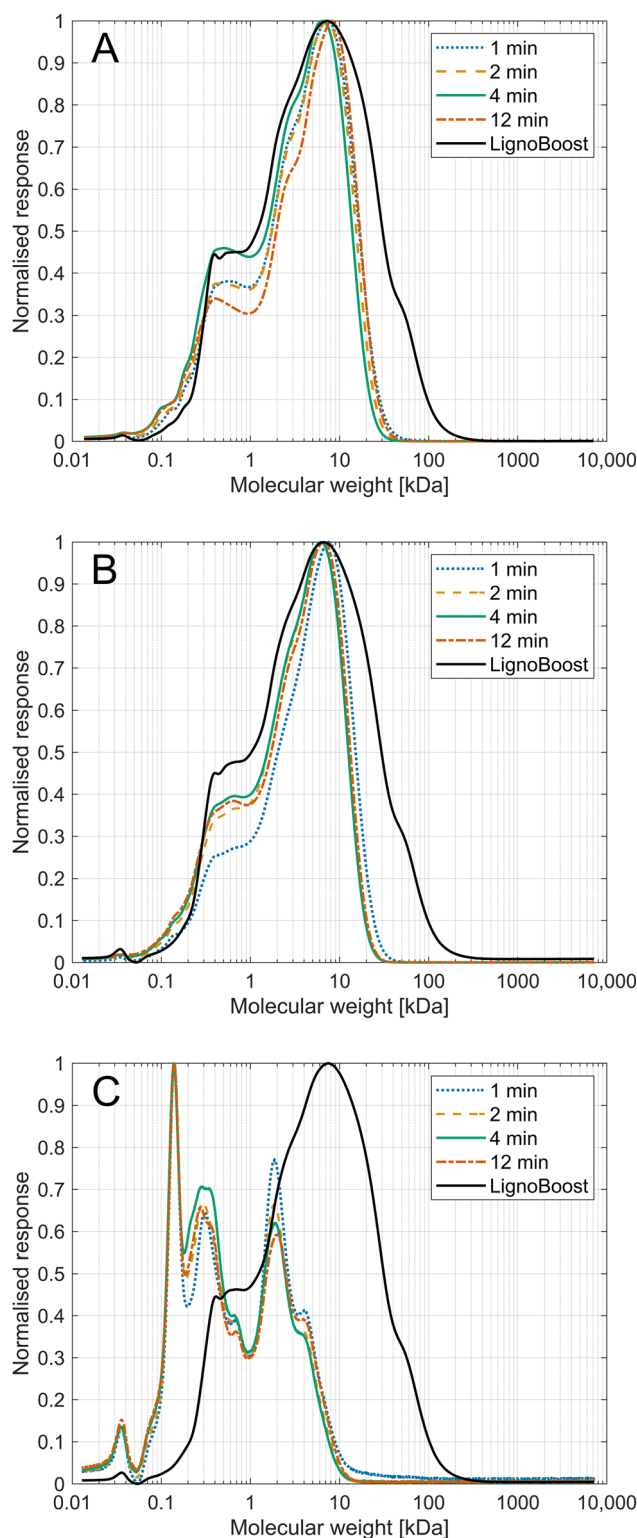 A
Normalised response
1
0.9
0.8
0.7
0.6
0.5
0.4
0.3
0.2
0.1
0
1 min
2 min
4 min
12 min
LignoBoost
0.01 0.1 1 10 100 1000 10,000
Molecular weight [kDa]
B
Normalised response
1
0.9
0.8
0.7
0.6
0.5
0.4
0.3
0.2
0.1
0
1 min
2 min
4 min
12 min
LignoBoost
0.01 0.1 1 10 100 1000 10,000
Molecular weight [kDa]
C
Normalised response
1
0.9
0.8
0.7
0.6
0.5
0.4
0.3
0.2
0.1
0
1 min
2 min
4 min
12 min
LignoBoost
0.01 0.1 1 10 100 1000 10,000
Molecular weight [kDa]